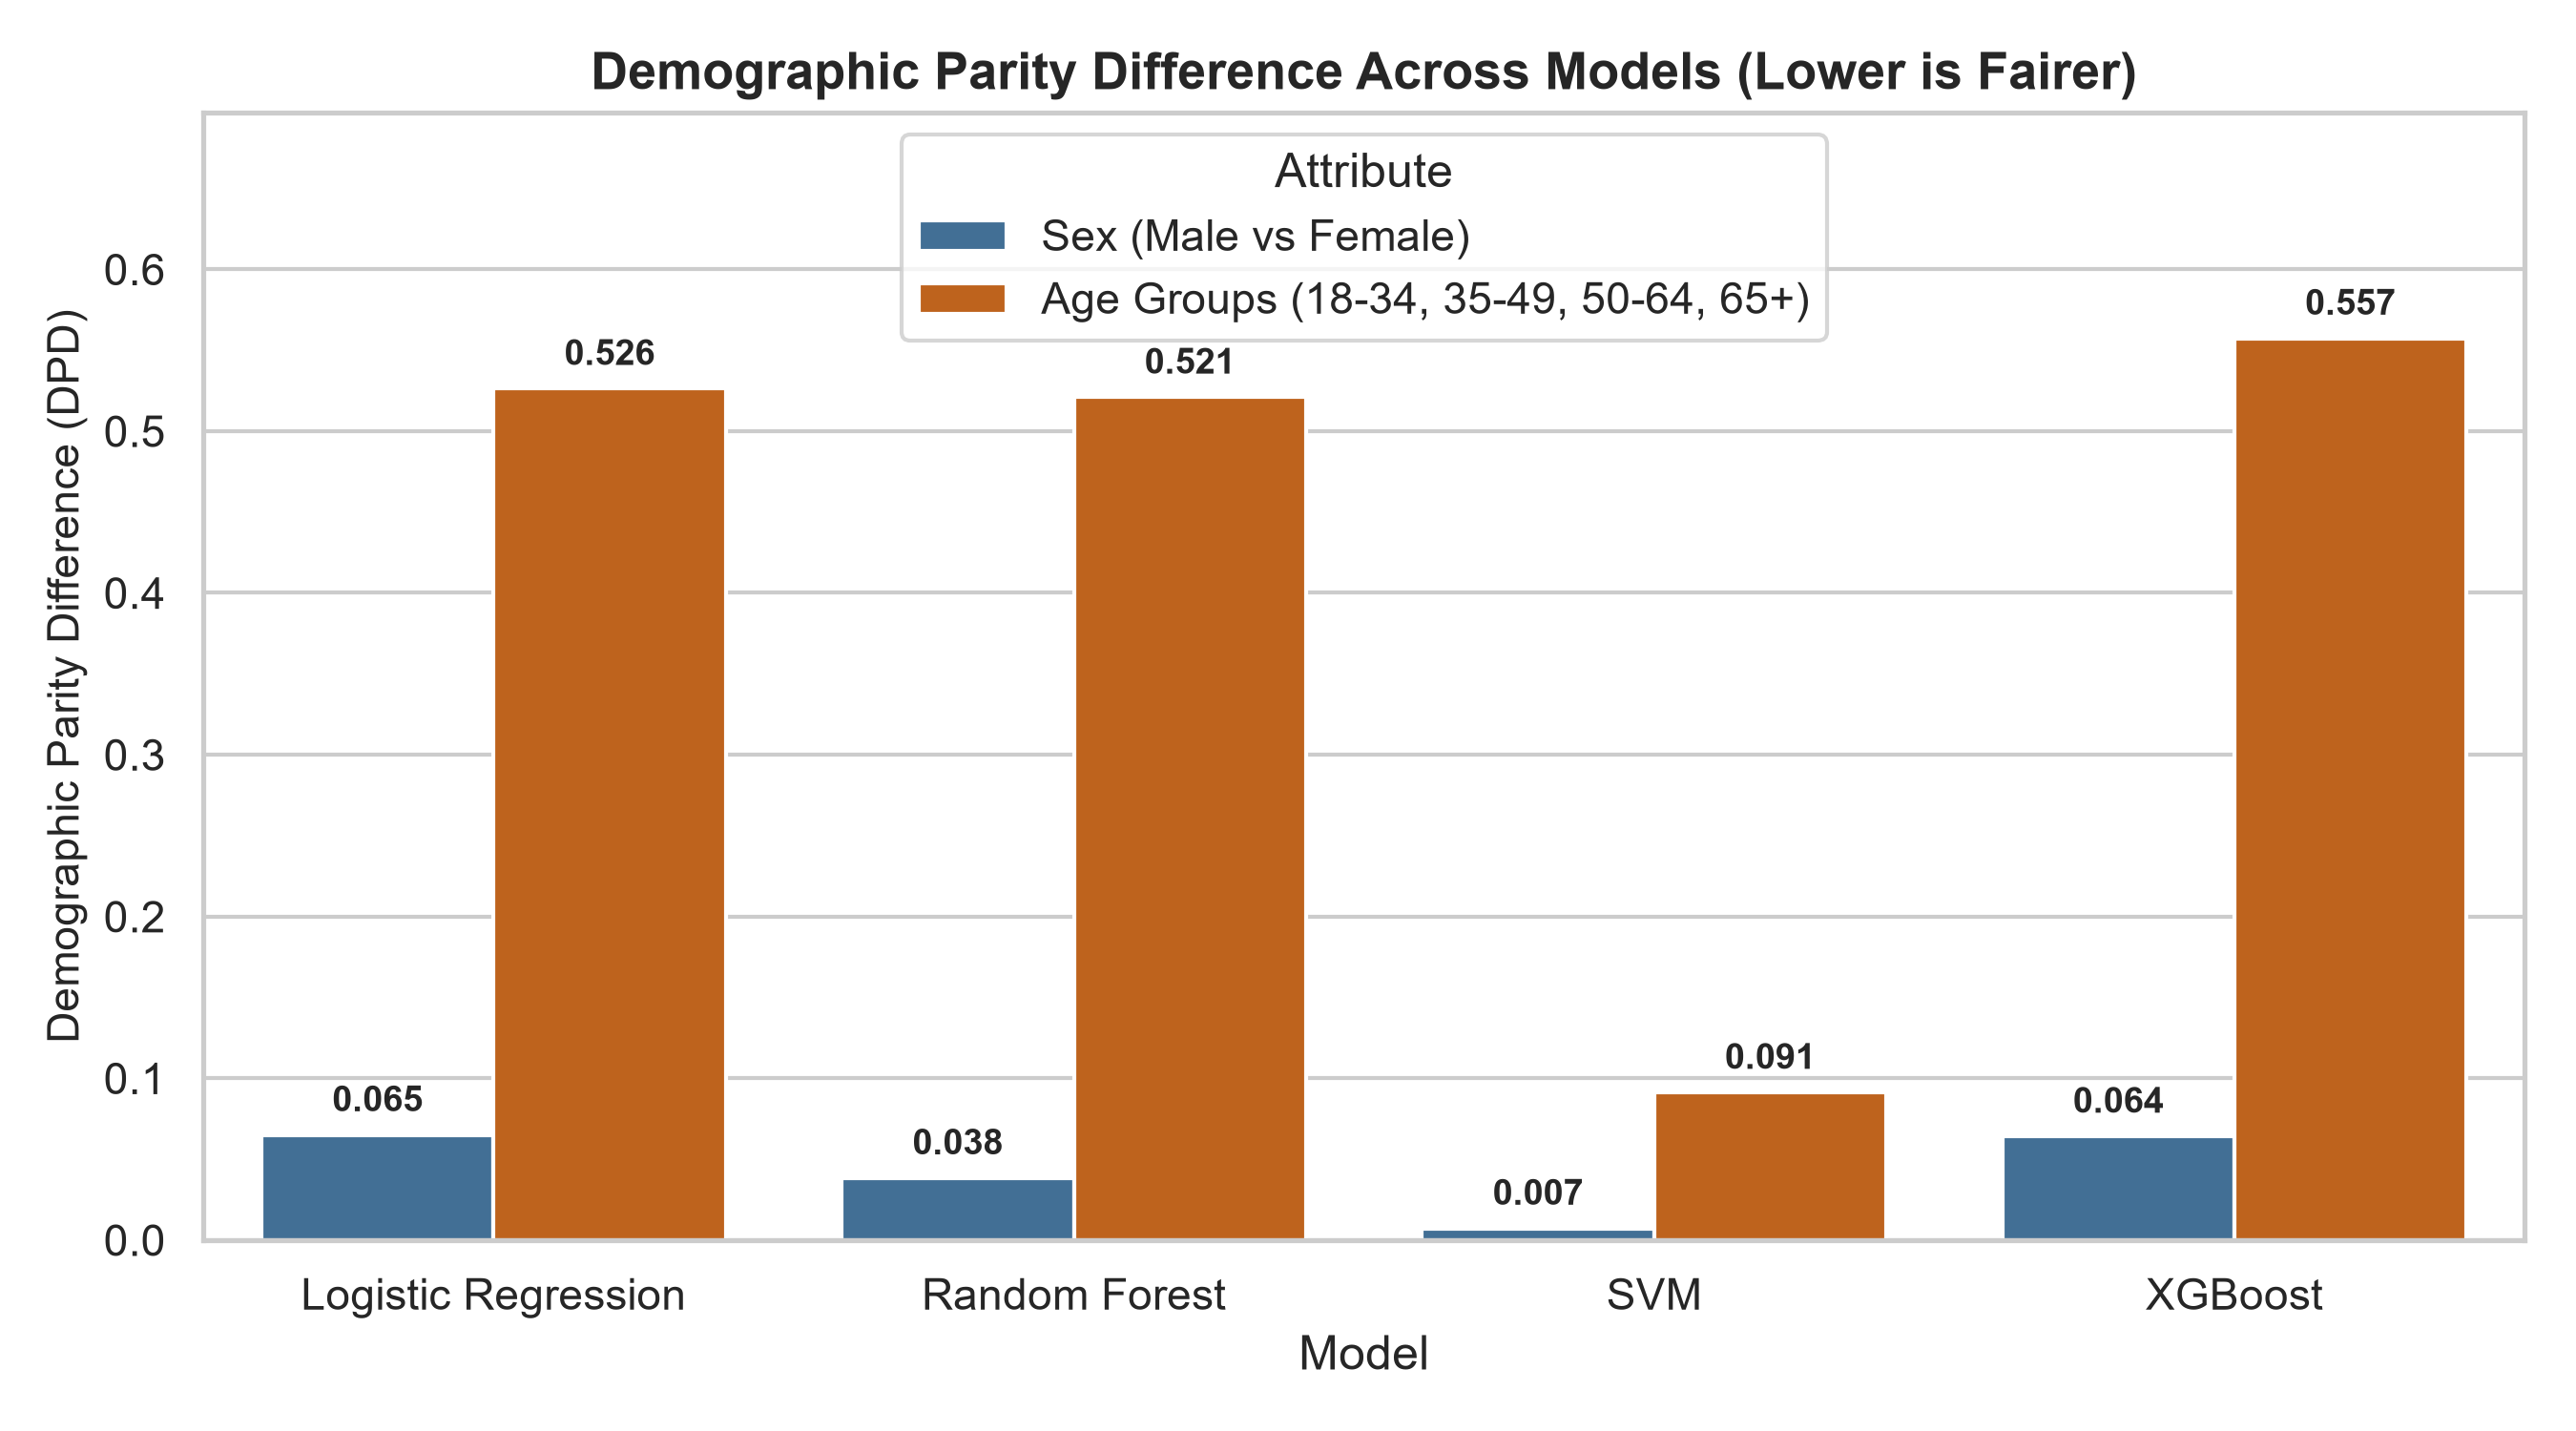 Demographic Parity Difference Across Models (Lower is Fairer)
Attribute
Sex (Male vs Female)
Age Groups (18-34, 35-49, 50-64, 65+)
Demographic Parity Difference (DPD)
0.6
0.5
0.4
0.3
0.2
0.1
0.0
0.065
0.526
0.038
0.521
0.007
0.091
0.064
0.557
Logistic Regression
Random Forest
SVM
XGBoost
Model